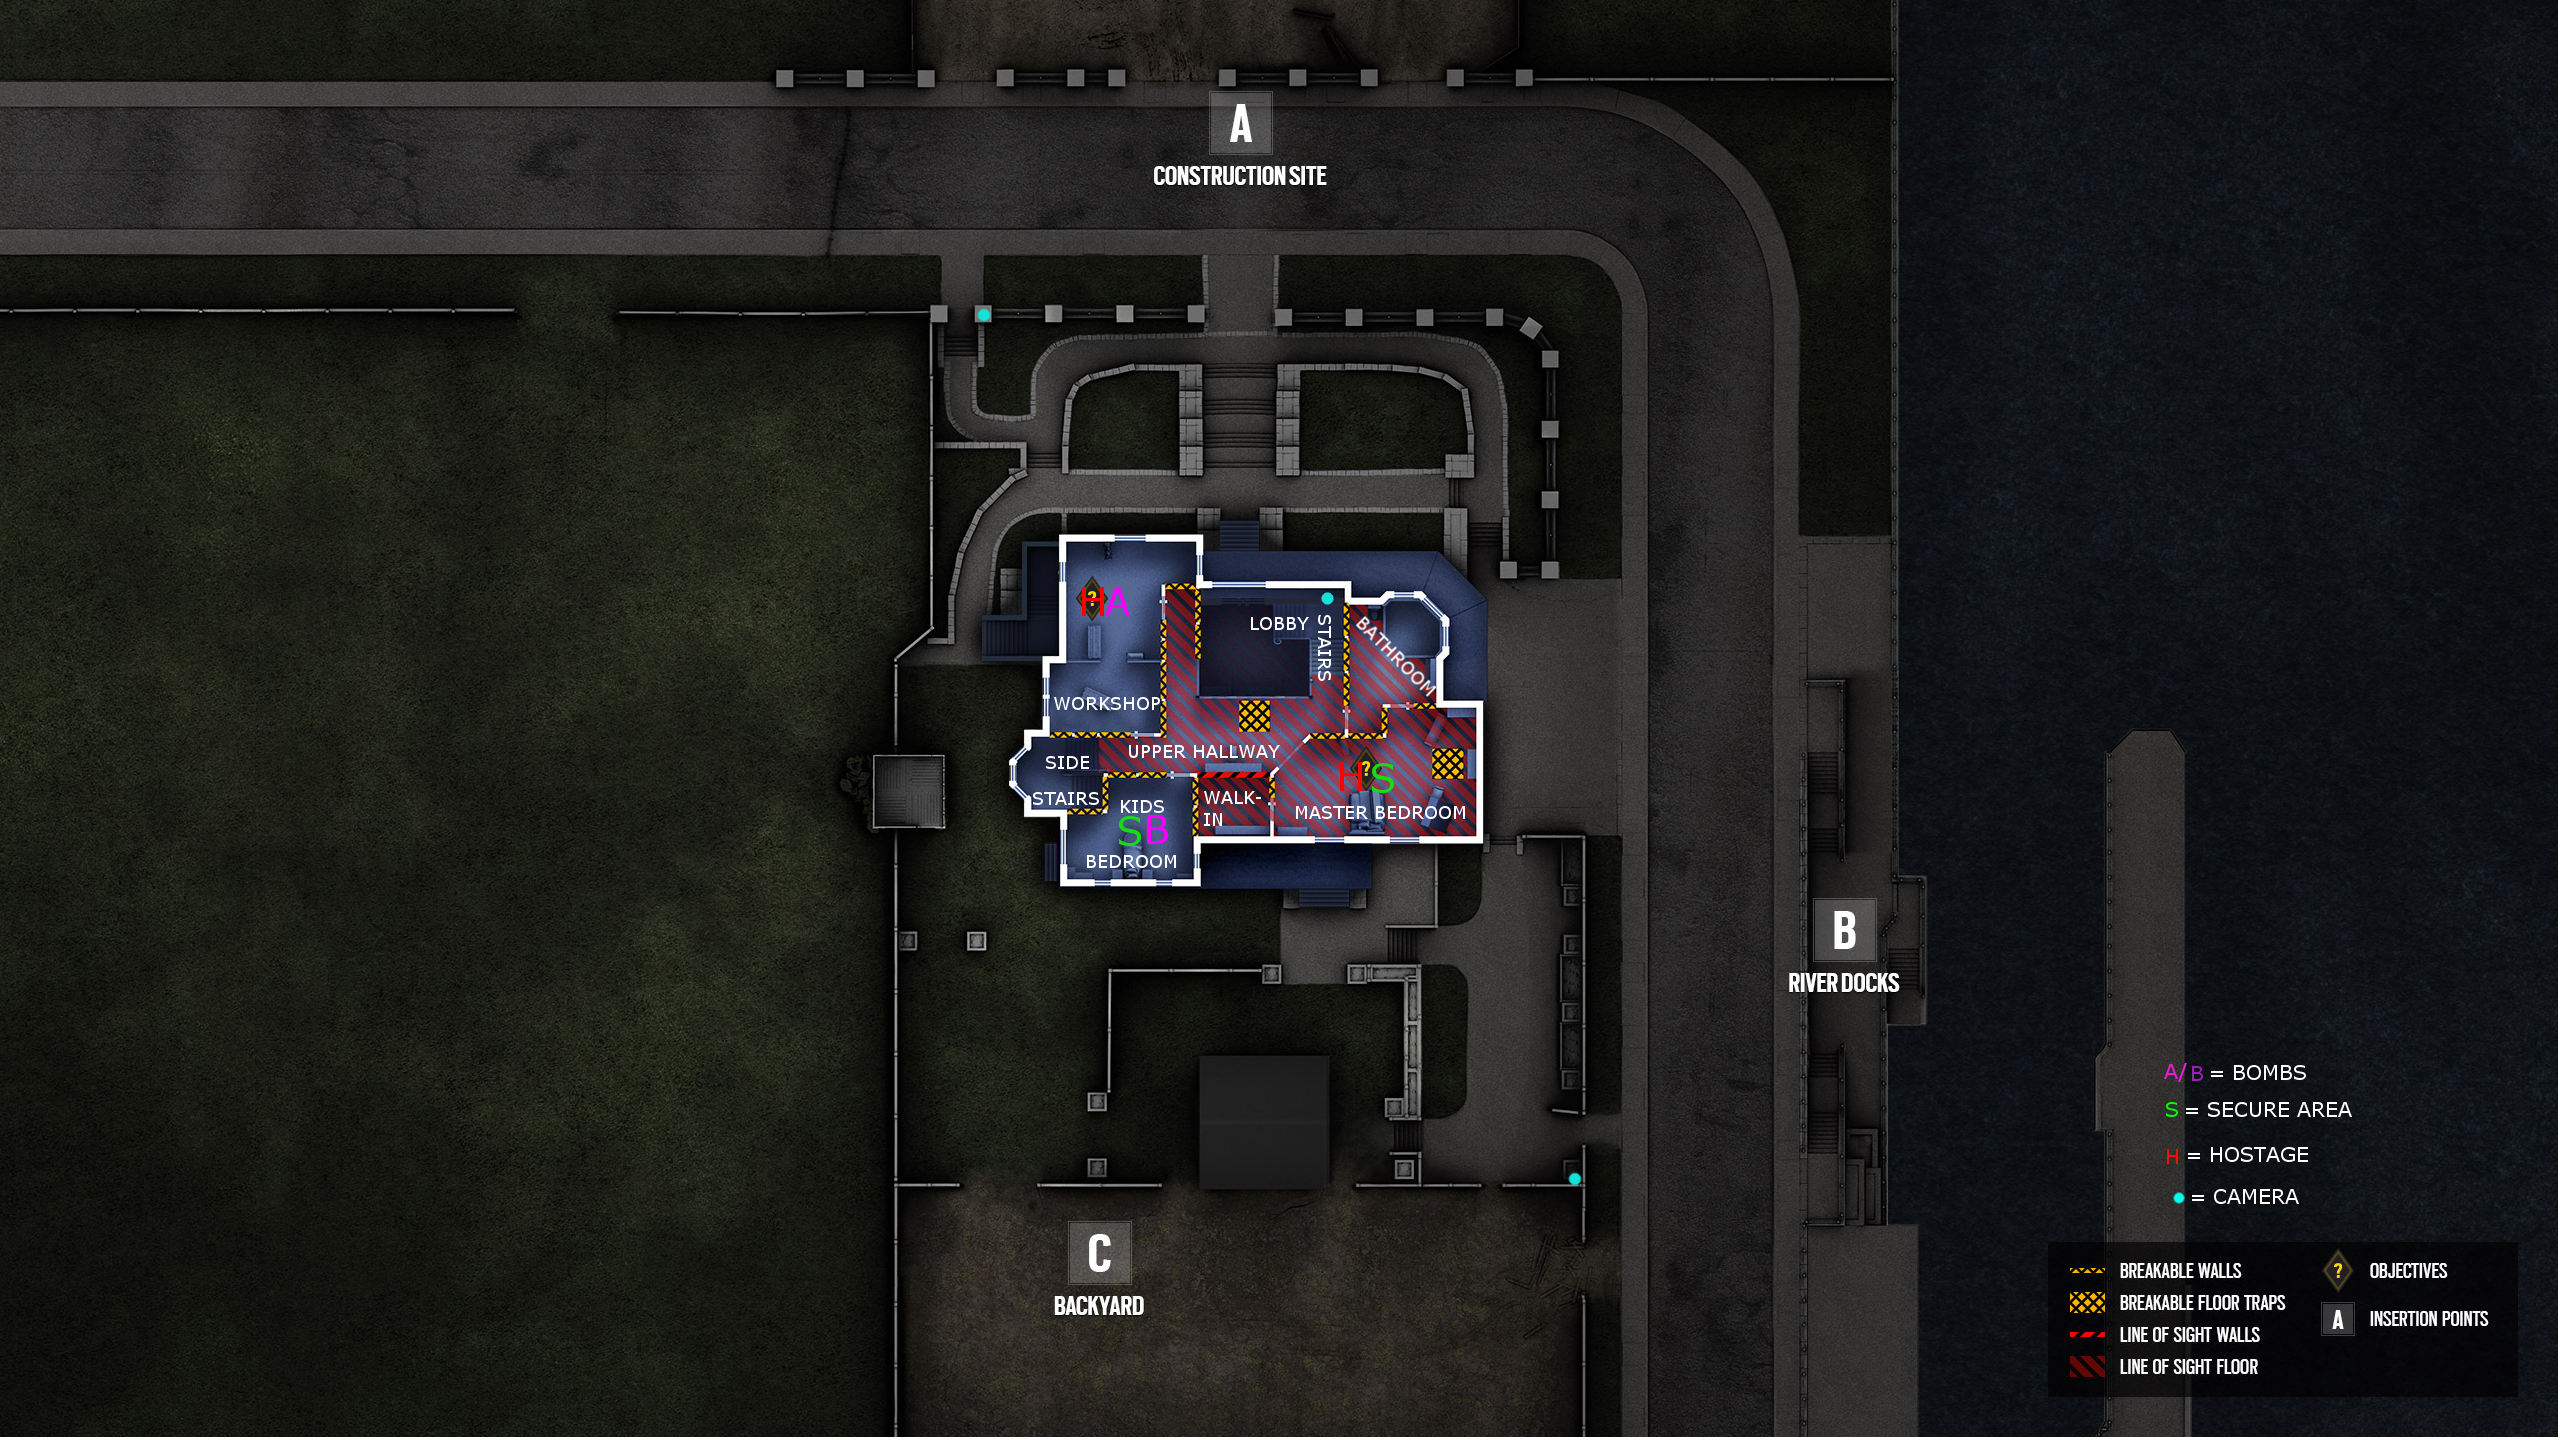 A
CONSTRUCTION SITE
?
HA
LOBBY
STAIRS
BATHROOM
WORKSHOP
UPPER HALLWAY
SIDE
STAIRS
KIDS
SB
BEDROOM
WALK-
IN
?
H S
MASTER BEDROOM
B
RIVER DOCKS
C
BACKYARD
A/B = BOMBS
S = SECURE AREA
H = HOSTAGE
= CAMERA
BREAKABLE WALLS
BREAKABLE FLOOR TRAPS
LINE OF SIGHT WALLS
LINE OF SIGHT FLOOR
? OBJECTIVES
A INSERTION POINTS